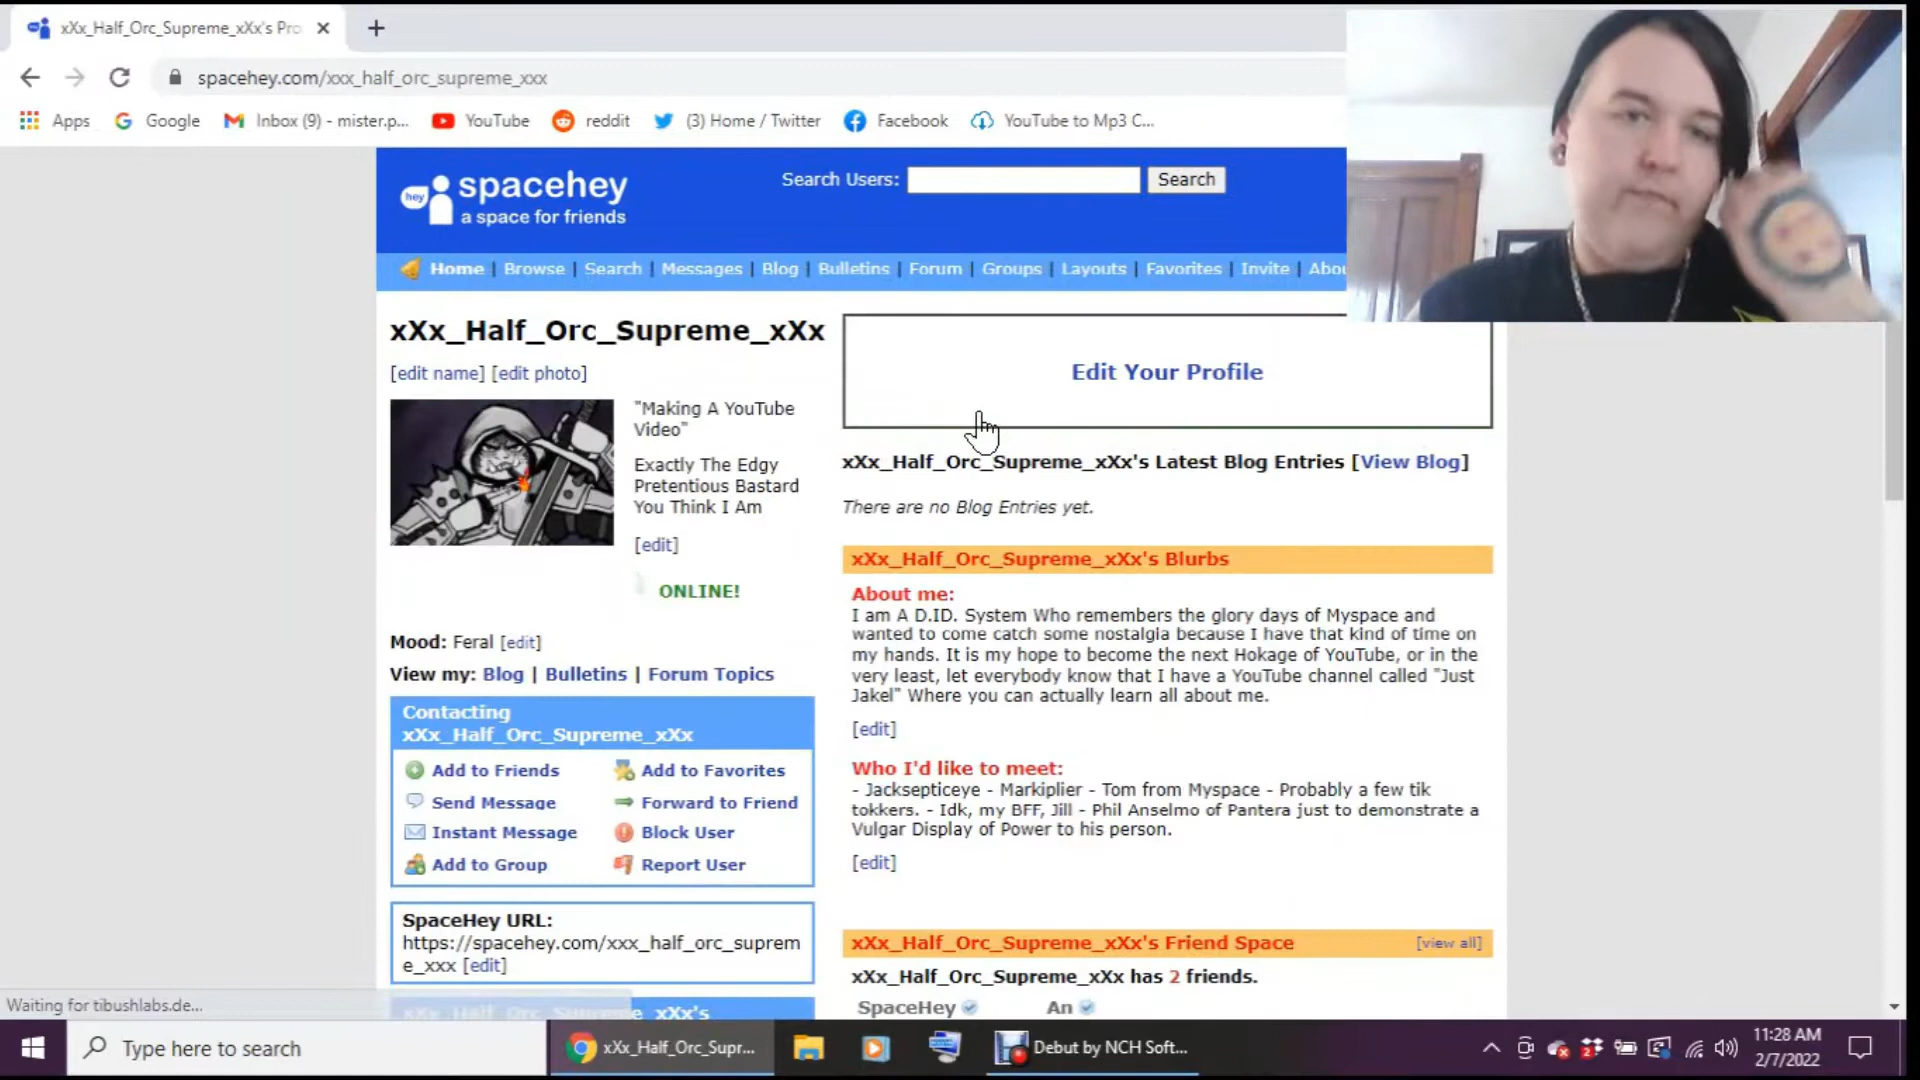 xXx_Half_Orc_Supreme_xXx's Pro
spacehey.com/xxx_half_orc_supreme_xxx
Apps Google Inbox (9) - mister.p... YouTube reddit (3) Home / Twitter Facebook YouTube to Mp3 C...
hey spacehey
a space for friends
Search Users: Search
Home | Browse | Search | Messages | Blog | Bulletins | Forum | Groups | Layouts | Favorites | Invite | Abou
xXx_Half_Orc_Supreme_xXx
[edit name] [edit photo]
"Making A YouTube
Video"
Exactly The Edgy
Pretentious Bastard
You Think I Am
[edit]
ONLINE!
Mood: Feral [edit]
View my: Blog | Bulletins | Forum Topics
Contacting
xXx_Half_Orc_Supreme_xXx
Add to Friends Add to Favorites
Send Message Forward to Friend
Instant Message Block User
Add to Group Report User
SpaceHey URL:
https://spacehey.com/xxx_half_orc_suprem
e_xxx [edit]
xXx_Half_Orc_Supreme_xXx's
Edit Your Profile
xXx_Half_Orc_Supreme_xXx's Latest Blog Entries [View Blog]
There are no Blog Entries yet.
xXx_Half_Orc_Supreme_xXx's Blurbs
About me:
I am A D.ID. System Who remembers the glory days of Myspace and
wanted to come catch some nostalgia because I have that kind of time on
my hands. It is my hope to become the next Hokage of YouTube, or in the
very least, let everybody know that I have a YouTube channel called "Just
Jakel" Where you can actually learn all about me.
[edit]
Who I'd like to meet:
- Jacksepticeye - Markiplier - Tom from Myspace - Probably a few tik
tokkers. - Idk, my BFF, Jill - Phil Anselmo of Pantera just to demonstrate a
Vulgar Display of Power to his person.
[edit]
xXx_Half_Orc_Supreme_xXx's Friend Space [view all]
xXx_Half_Orc_Supreme_xXx has 2 friends.
SpaceHey An
Waiting for tibushlabs.de...
Type here to search
xXx_Half_Orc_Supr...
Debut by NCH Soft...
2
11:28 AM
2/7/2022